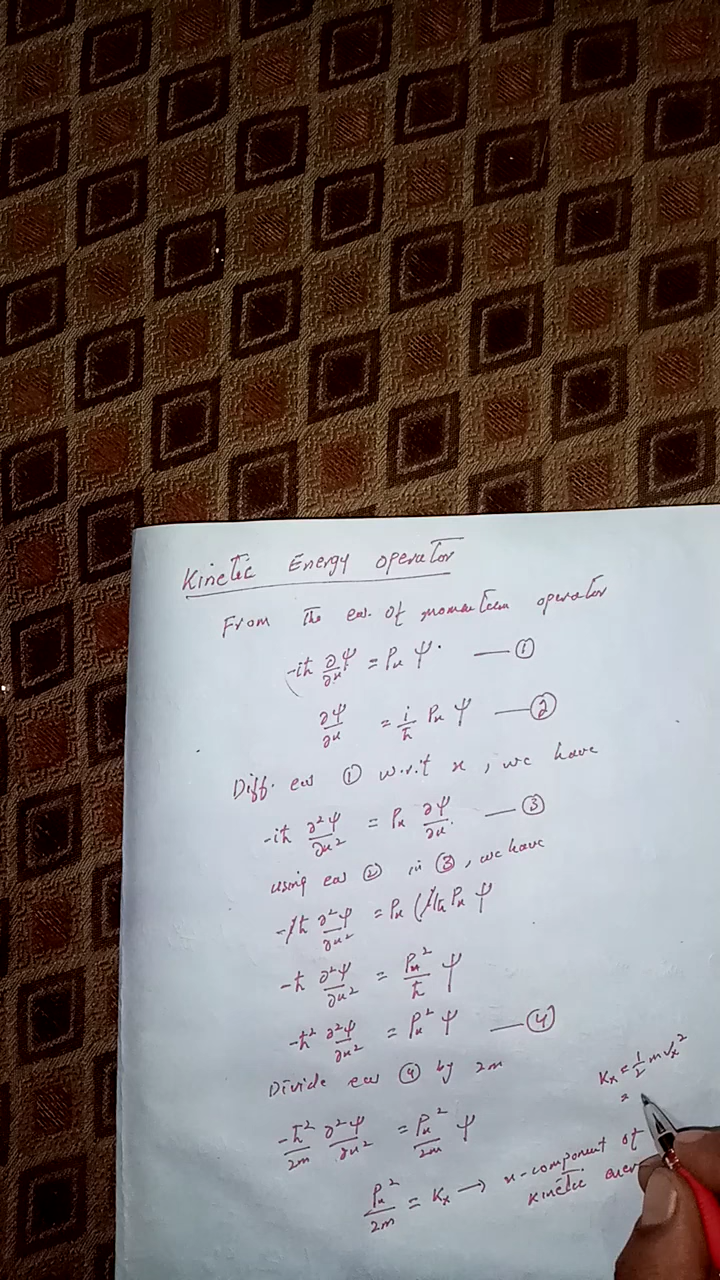 Kinetic Energy operator
From the eq. of momentum operator
-iħ ∂ψ/∂x = Px ψ. —①
∂ψ/∂x = i/ħ Px ψ —②
Diff. eq ① w.r.t x, we have
-iħ ∂²ψ/∂x² = Px ∂ψ/∂x. —③
using eq ② in ③, we have
-iħ ∂²ψ/∂x² = Px (i/ħ Px ψ
-ħ ∂²ψ/∂x² = Px²/ħ ψ
-ħ² ∂²ψ/∂x² = Px² ψ —④
Divide eq ④ by 2m
Kx = 1/2 m Vx²
=
-ħ²/2m ∂²ψ/∂x² = Px²/2m ψ
Px²/2m = Kx → x-component of
kinetic ener